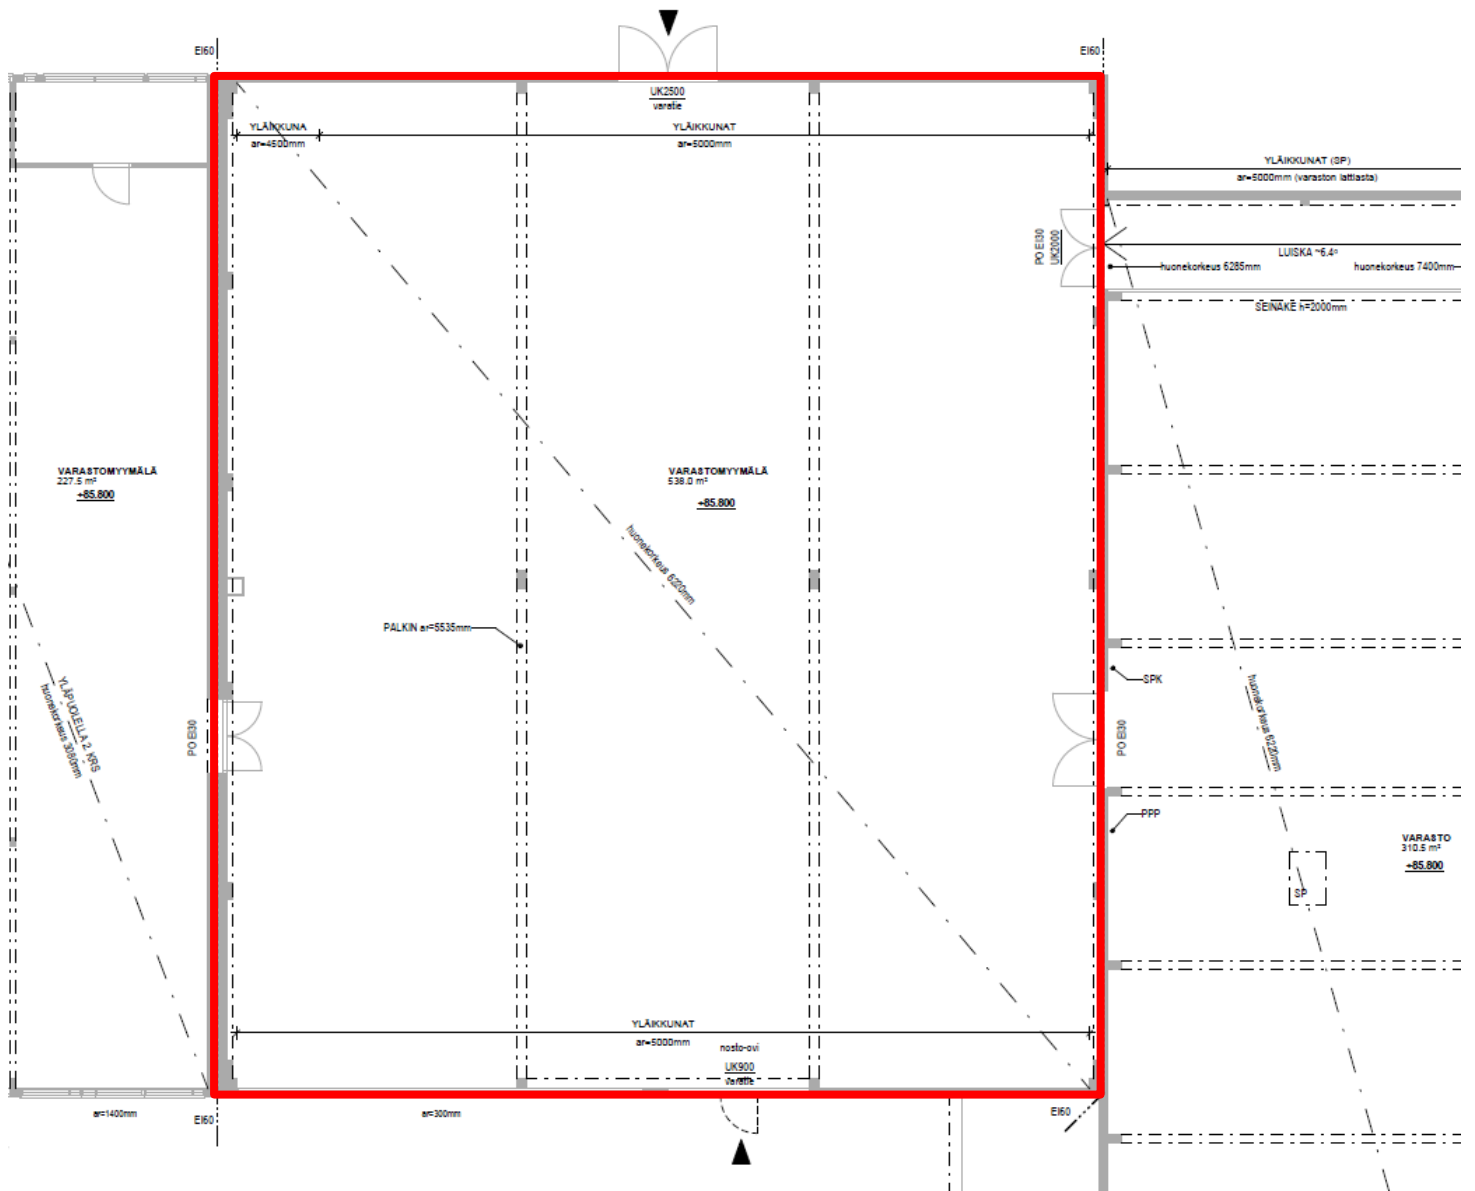 EI60
EI60
UK2500
varatie
YLÄIKKUNA
ar=4500mm
YLÄIKKUNAT
ar=5000mm
YLÄIKKUNAT (SP)
ar=5000mm (varaston lattiasta)
PO EI30
UK2000
LUISKA ~6.4°
huonekorkeus 6285mm
huonekorkeus 7400mm
SEINÄKE h=2000mm
VARASTOMYYMÄLÄ
227.5 m²
+85.800
VARASTOMYYMÄLÄ
538.0 m²
+85.800
huonekorkeus 6220mm
PALKIN ar=5535mm
YLÄPUOLELLA 2. KRS
huonekorkeus 3080mm
PO EI30
PO EI30
SPK
huonekorkeus 6220mm
PPP
VARASTO
310.5 m²
+85.800
SP
YLÄIKKUNAT
ar=5000mm
nosto-ovi
UK900
varatie
ar=1400mm
EI60
ar=300mm
EI60